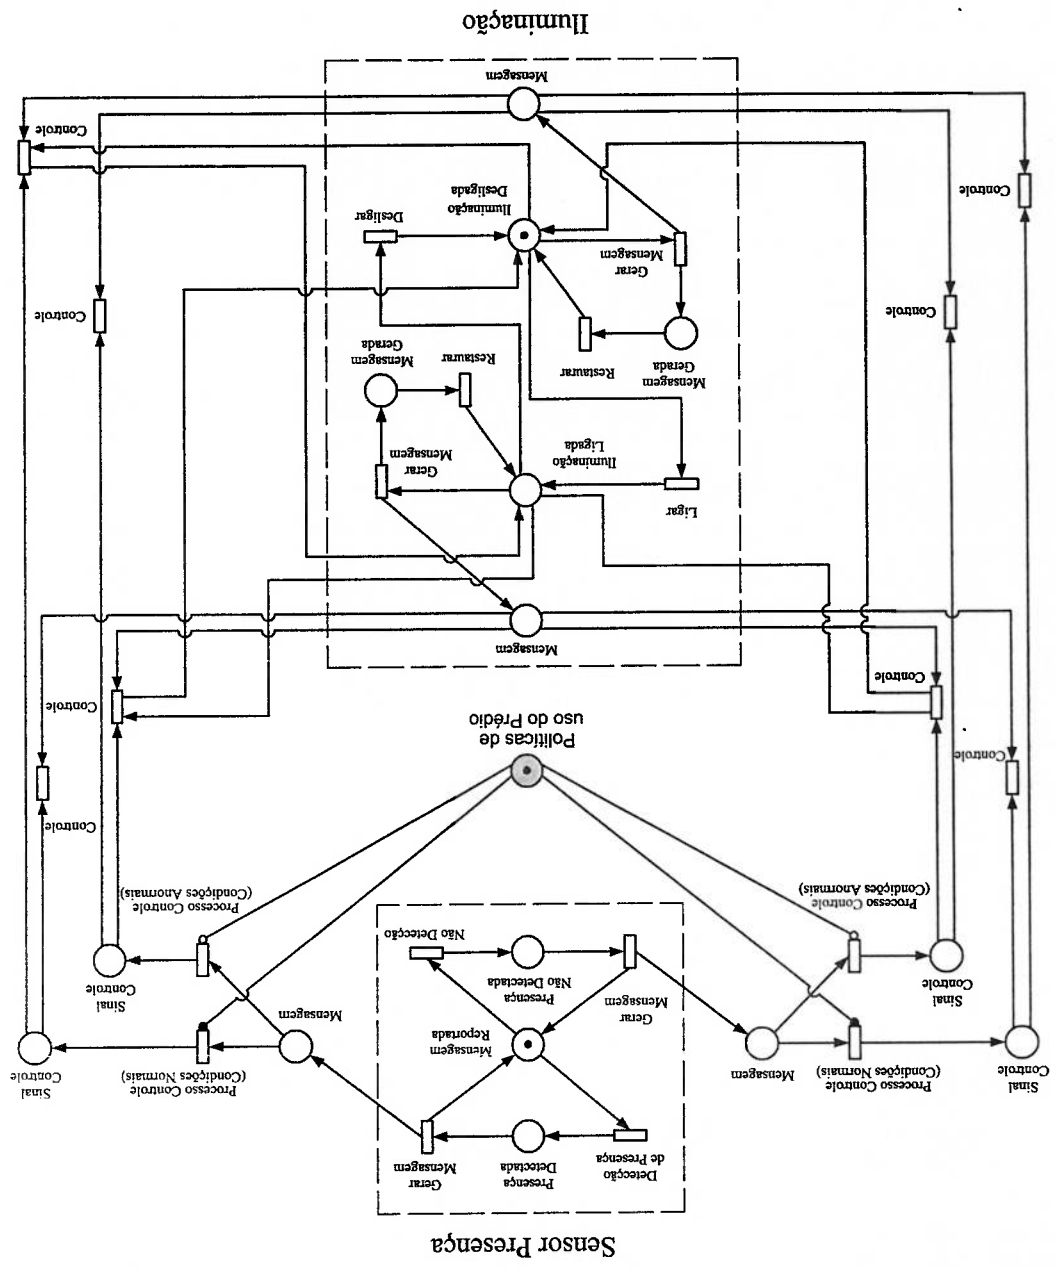 Sensor Presença
Detecção
de Presença
Presença
Detectada
Gerar
Mensagem
Sinal
Controle
Processo Controle
(Condições Normais)
Mensagem
Mensagem
Reportada
Mensagem
Processo Controle
(Condições Normais)
Sinal
Controle
Sinal
Controle
Processo Controle
(Condições Anormais)
Gerar
Mensagem
Presença
Não Detectada
Não Detecção
Processo Controle
(Condições Anormais)
Sinal
Controle
Controle
Controle
Políticas de
uso do Prédio
Controle
Controle
Mensagem
Ligar
Iluminação
Ligada
Gerar
Mensagem
Restaurar
Mensagem
Gerada
Mensagem
Gerada
Restaurar
Controle
Controle
Gerar
Mensagem
Iluminação
Desligada
Desligar
Controle
Controle
Mensagem
Iluminação